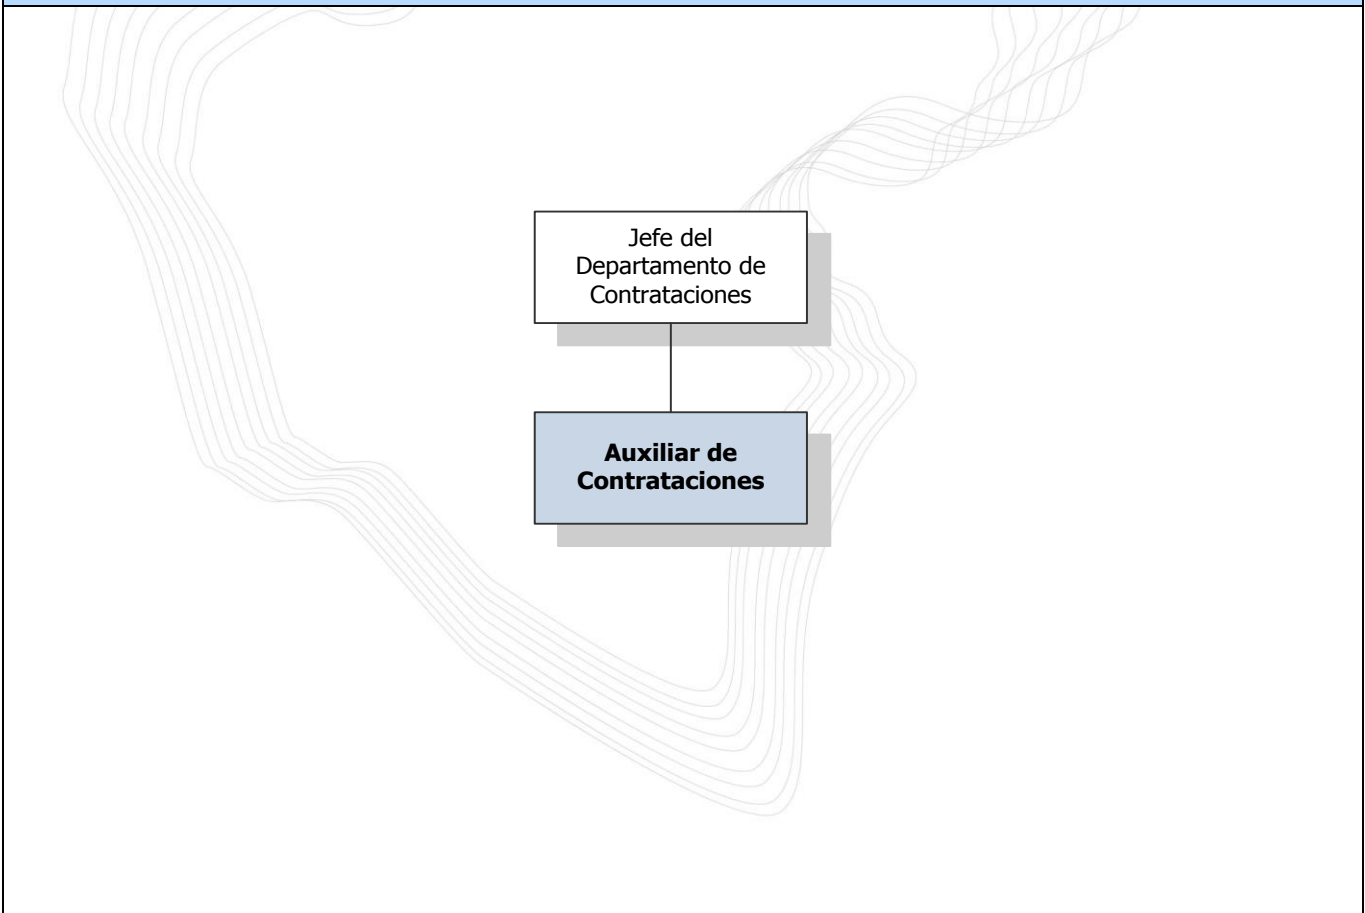 Jefe del
Departamento de
Contrataciones
Auxiliar de
Contrataciones